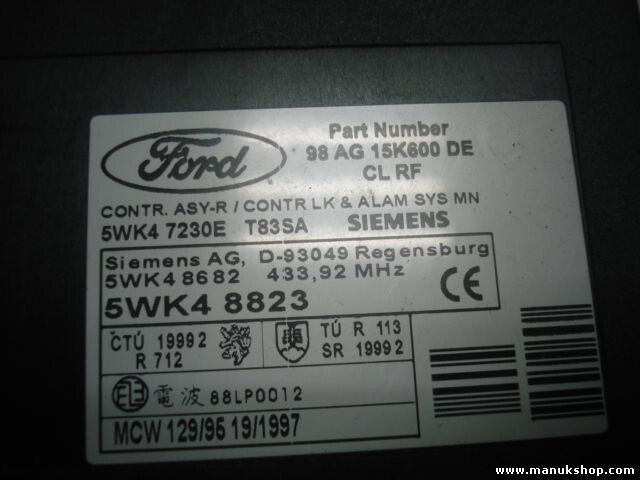 Ford
Part Number
98 AG 15K600 DE
CL RF
CONTR. ASY-R / CONTR LK & ALAM SYS MN
5WK4 7230E T83SA SIEMENS
Siemens AG, D-93049 Regensburg
5WK4 8682 433,92 MHz
5WK4 8823
CE
ČTÚ 1999 2
R 712
TÚ R 113
SR 1999 2
電波 88LP0012
MCW 129/95 19/1997
www.manukshop.com